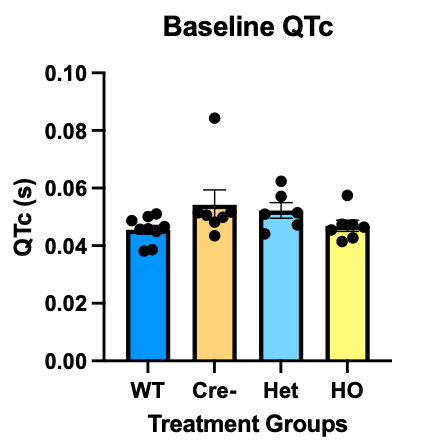 Baseline QTc
0.10
0.08
0.06
0.04
0.02
0.00
QTc (s)
WT Cre- Het HO
Treatment Groups